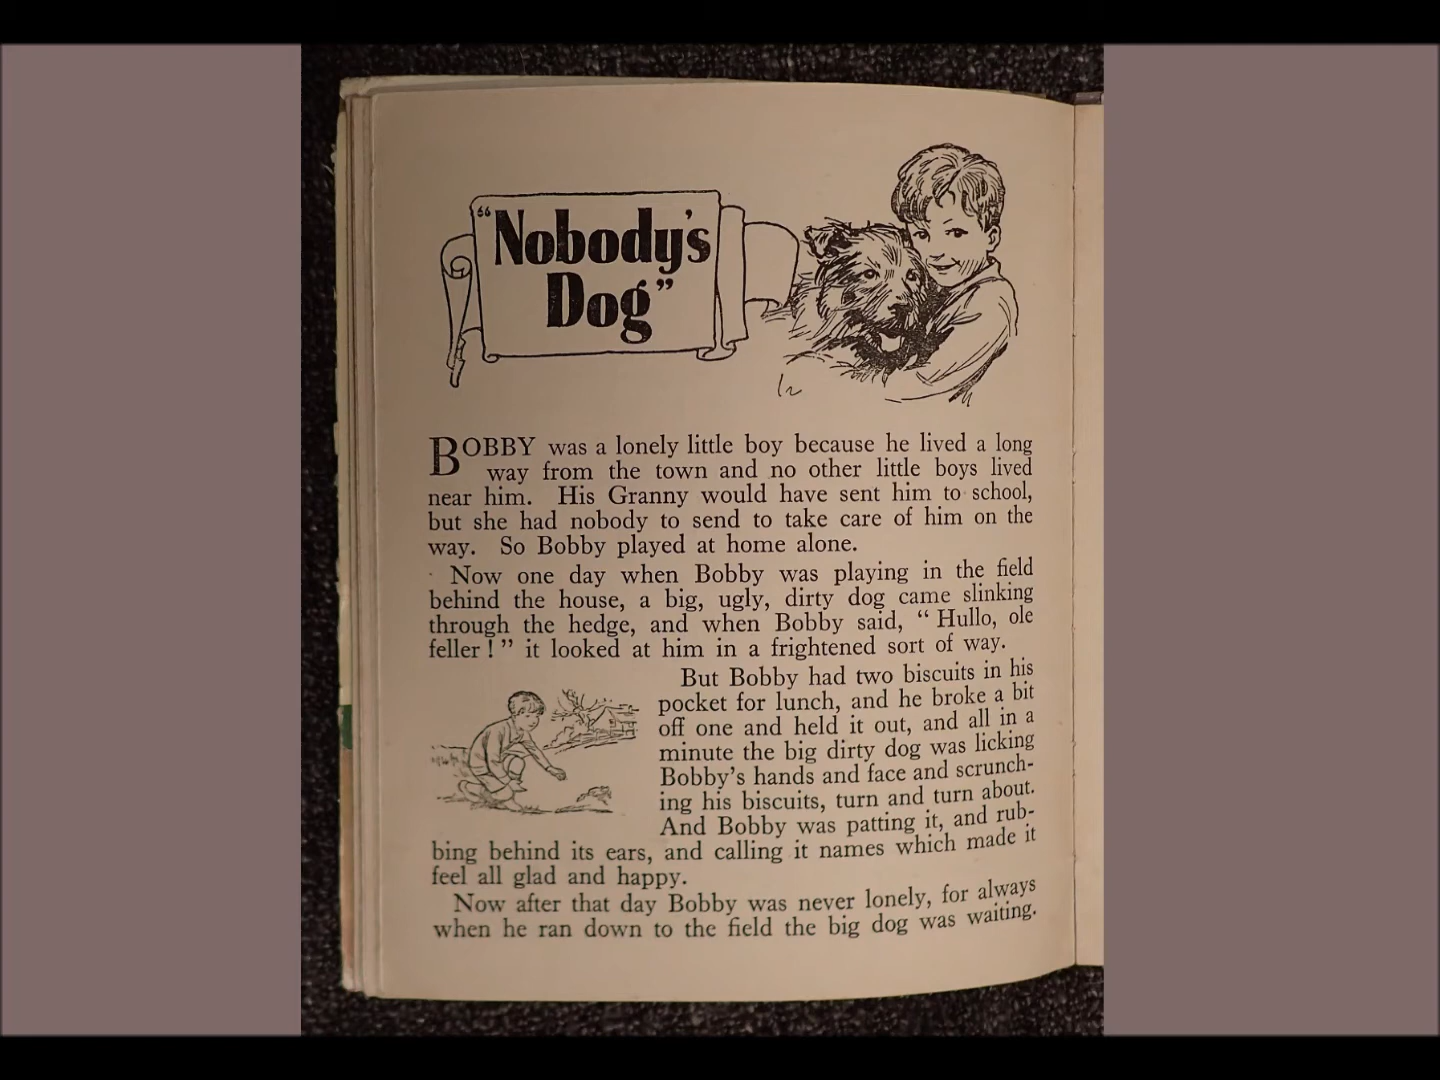 "Nobody's
Dog"
BOBBY was a lonely little boy because he lived a long
way from the town and no other little boys lived
near him. His Granny would have sent him to school,
but she had nobody to send to take care of him on the
way. So Bobby played at home alone.
Now one day when Bobby was playing in the field
behind the house, a big, ugly, dirty dog came slinking
through the hedge, and when Bobby said, " Hullo, ole
feller ! " it looked at him in a frightened sort of way.
But Bobby had two biscuits in his
pocket for lunch, and he broke a bit
off one and held it out, and all in a
minute the big dirty dog was licking
Bobby's hands and face and scrunch-
ing his biscuits, turn and turn about.
And Bobby was patting it, and rub-
bing behind its ears, and calling it names which made it
feel all glad and happy.
Now after that day Bobby was never lonely, for always
when he ran down to the field the big dog was waiting.